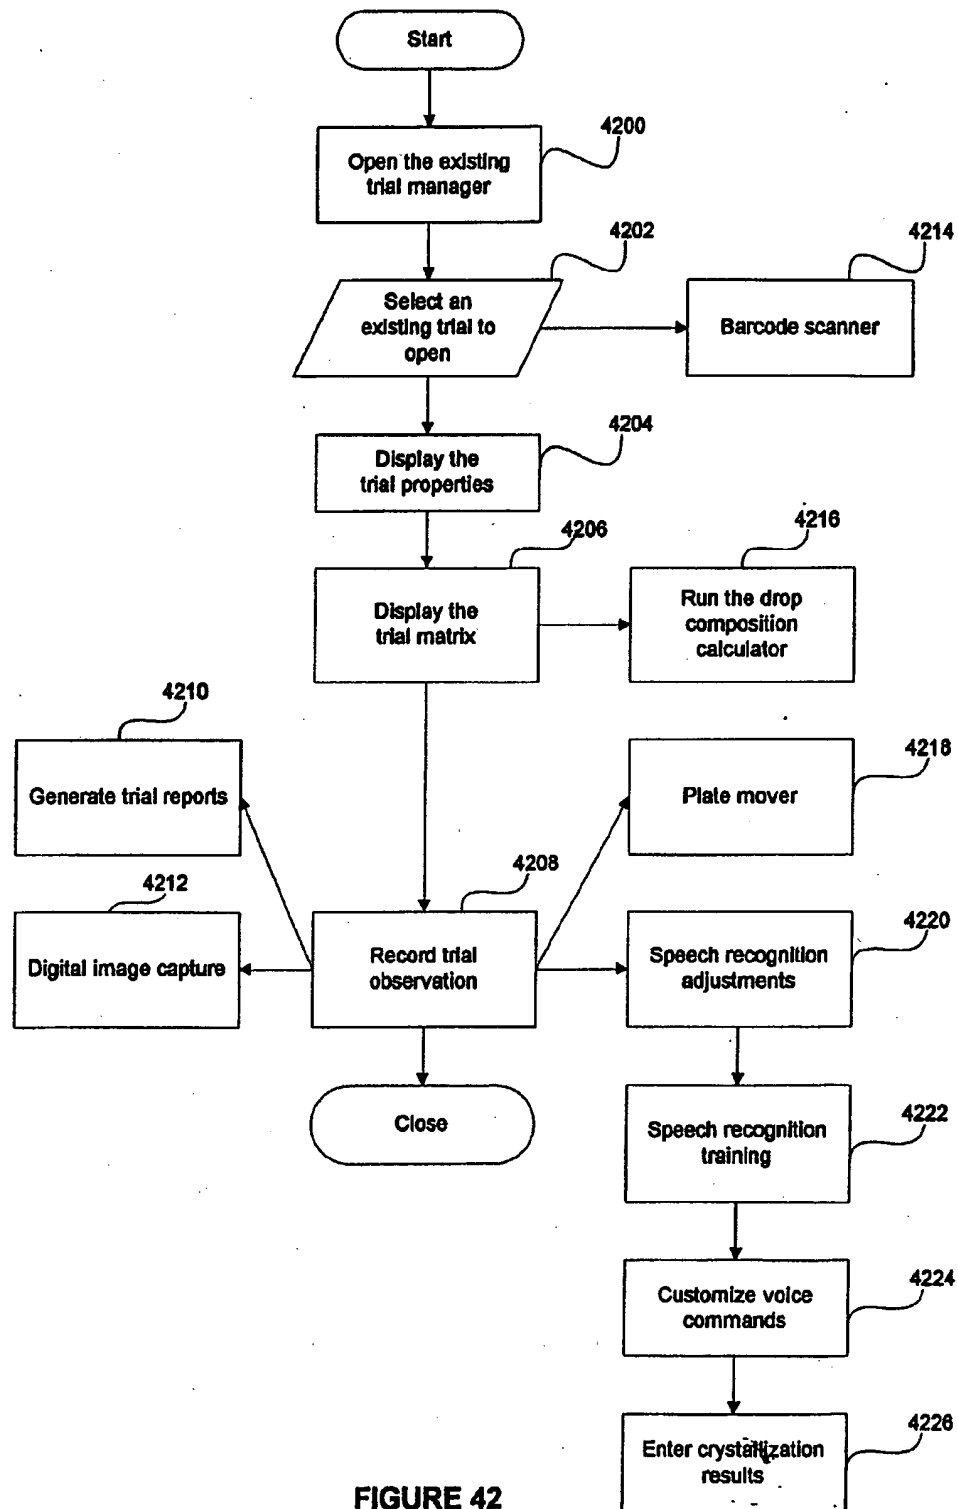 Start
4200
Open the existing
trial manager
4202
4214
Select an
existing trial to
open
Barcode scanner
4204
Display the
trial properties
4206
4216
Display the
trial matrix
Run the drop
composition
calculator
4210
4218
Generate trial reports
Plate mover
4208
4212
4220
Digital image capture
Record trial
observation
Speech recognition
adjustments
Close
4222
Speech recognition
training
4224
Customize voice
commands
4226
Enter crystallization
results
FIGURE 42